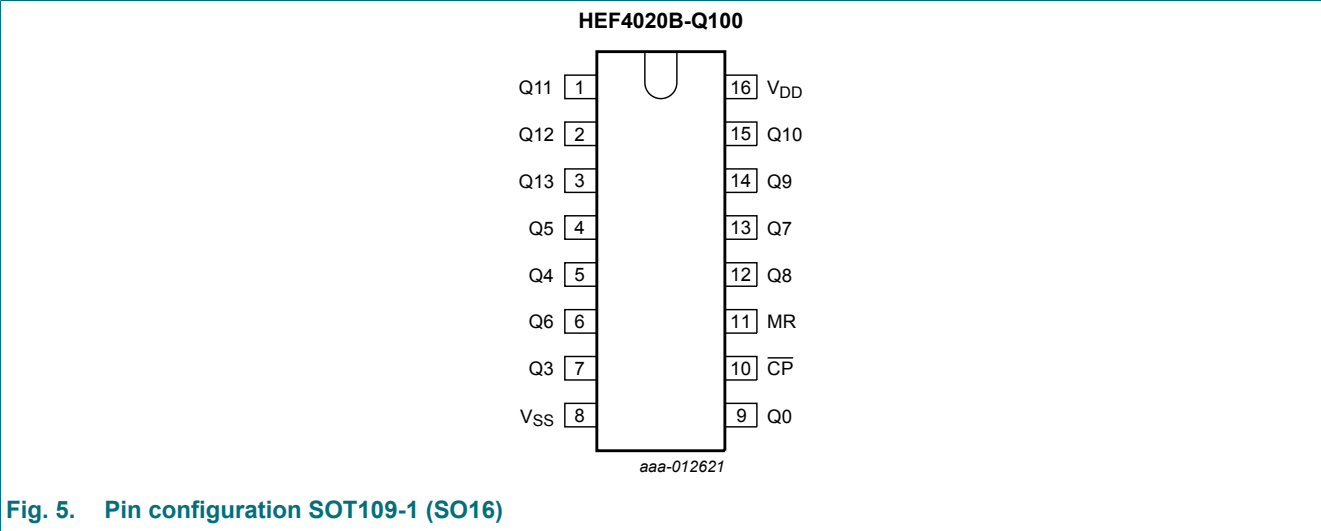 HEF4020B-Q100
Q11 1 16 VDD
Q12 2 15 Q10
Q13 3 14 Q9
Q5 4 13 Q7
Q4 5 12 Q8
Q6 6 11 MR
Q3 7 10 C̅P̅
VSS 8 9 Q0
aaa-012621
Fig. 5. Pin configuration SOT109-1 (SO16)